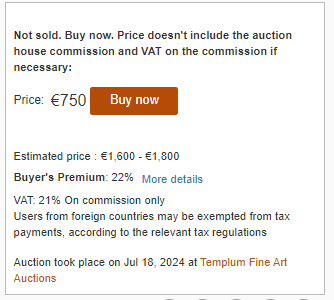 Not sold. Buy now. Price doesn't include the auction
house commission and VAT on the commission if
necessary:
Price: €750 Buy now
Estimated price : €1,600 - €1,800
Buyer's Premium: 22% More details
VAT: 21% On commission only
Users from foreign countries may be exempted from tax
payments, according to the relevant tax regulations
Auction took place on Jul 18, 2024 at Templum Fine Art
Auctions